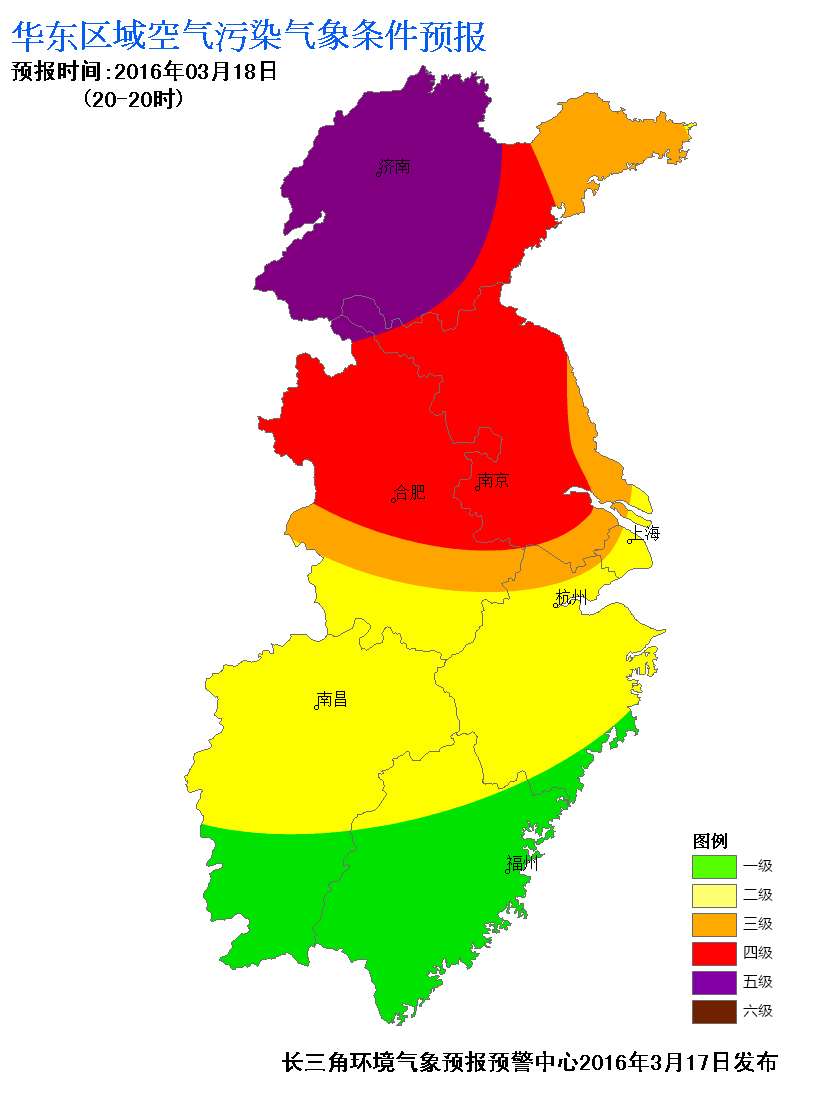 华东区域空气污染气象条件预报
预报时间:2016年03月18日
(20-20时)
济南
合肥
南京
上海
杭州
南昌
福州
图例
一级
二级
三级
四级
五级
六级
长三角环境气象预报预警中心2016年3月17日发布